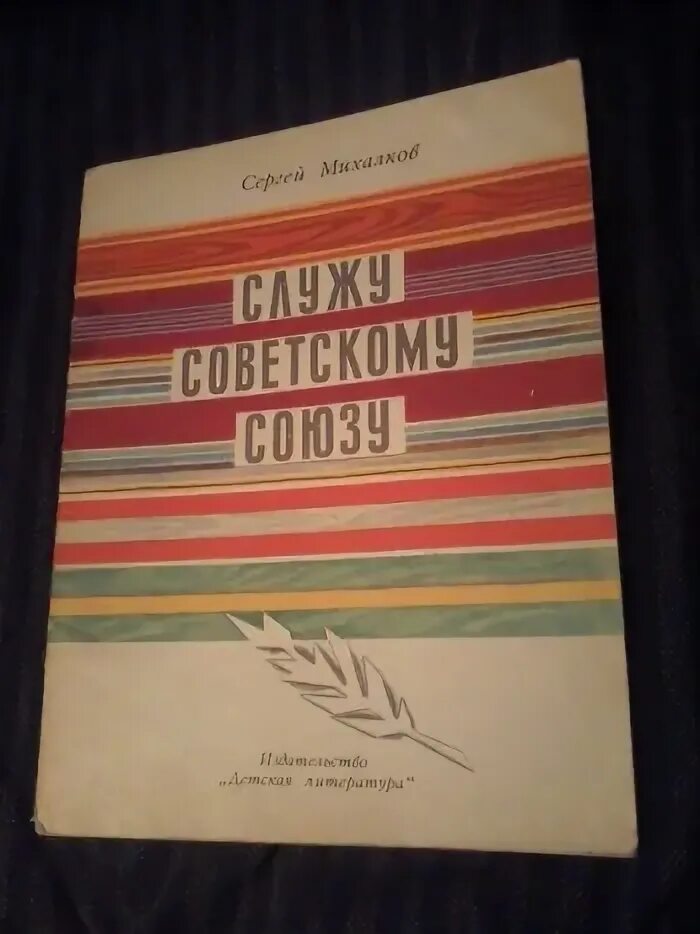 Сергей Михалков
СЛУЖУ
СОВЕТСКОМУ
СОЮЗУ
Издательство
„Детская литература“